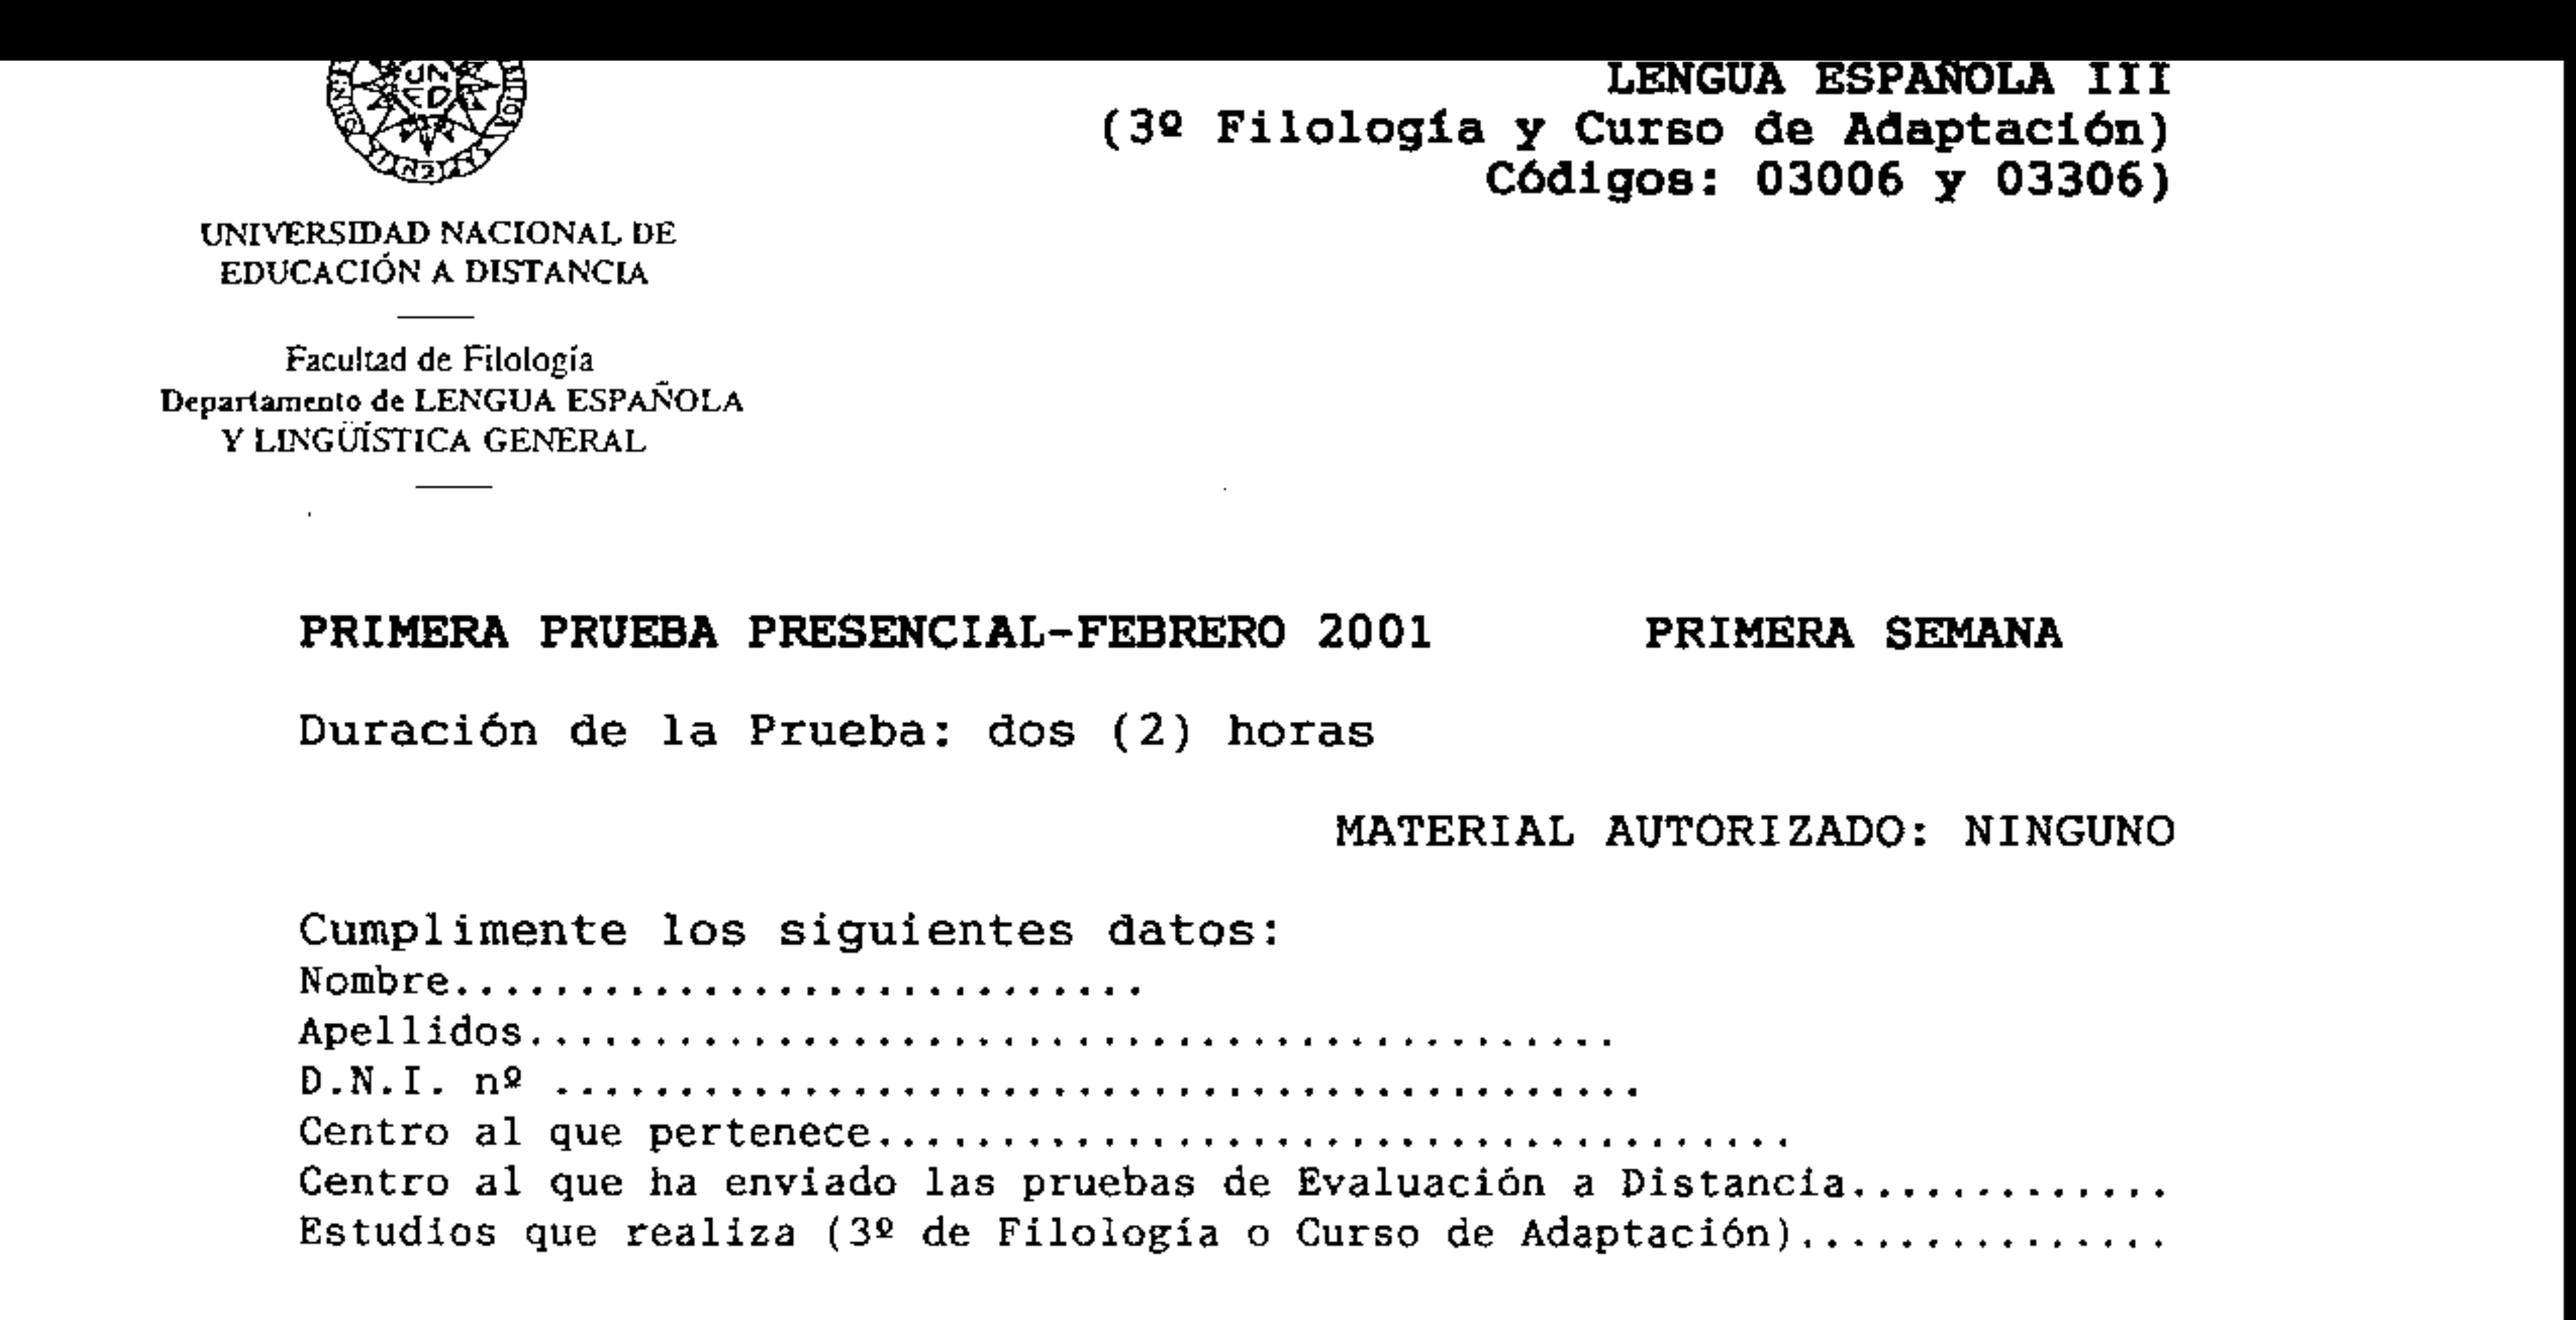 UNED
LENGUA ESPAÑOLA III
(3º Filología y Curso de Adaptación)
Códigos: 03006 y 03306)
UNIVERSIDAD NACIONAL DE
EDUCACIÓN A DISTANCIA
Facultad de Filología
Departamento de LENGUA ESPAÑOLA
Y LINGÜÍSTICA GENERAL
PRIMERA PRUEBA PRESENCIAL-FEBRERO 2001 PRIMERA SEMANA
Duración de la Prueba: dos (2) horas
MATERIAL AUTORIZADO: NINGUNO
Cumplimente los siguientes datos:
Nombre............................
Apellidos............................................
D.N.I. nº ............................................
Centro al que pertenece.....................................
Centro al que ha enviado las pruebas de Evaluación a Distancia.............
Estudios que realiza (3º de Filología o Curso de Adaptación)...............